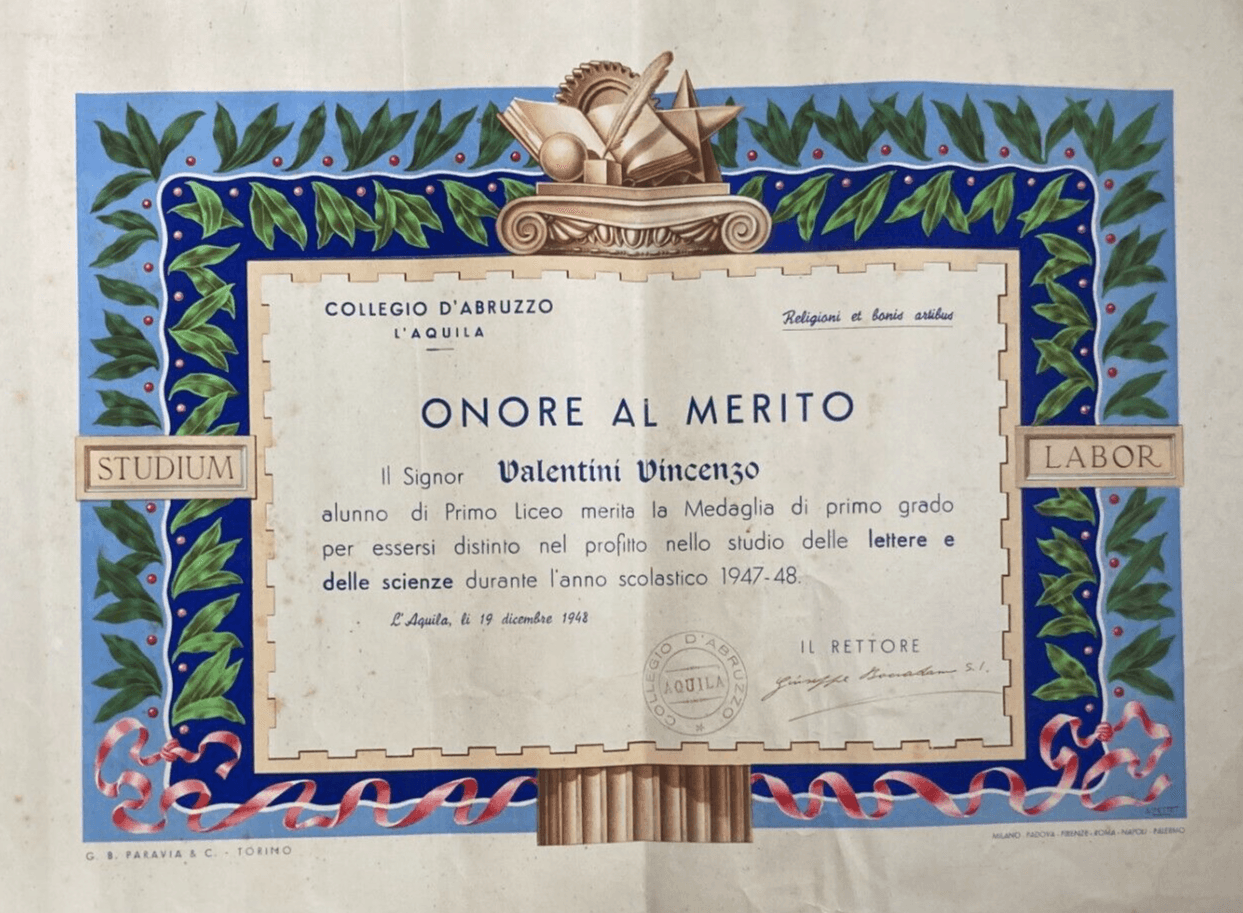 COLLEGIO D'ABRUZZO
L'AQUILA
Religioni et bonis artibus
ONORE AL MERITO
Il Signor Valentini Vincenzo
alunno di Primo Liceo merita la Medaglia di primo grado
per essersi distinto nel profitto nello studio delle lettere e
delle scienze durante l'anno scolastico 1947-48.
STUDIUM
LABOR
L'Aquila, li 19 dicembre 1948
IL RETTORE
Giuseppe S.I.
COLLEGIO D'ABRUZZO
AQUILA
G. B. PARAVIA & C. - TORINO
MILANO - PADOVA - FIRENZE - ROMA - NAPOLI - PALERMO